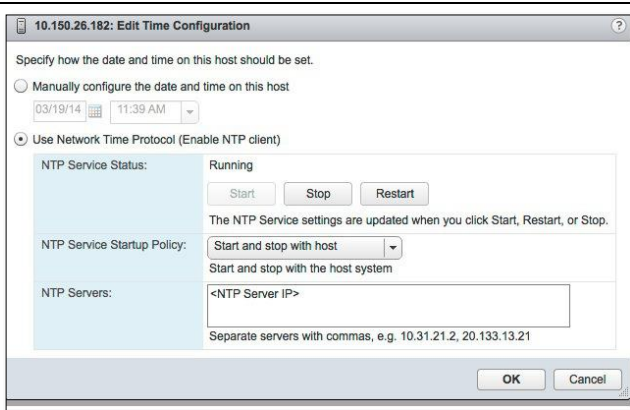 10.150.26.182: Edit Time Configuration
?
Specify how the date and time on this host should be set.
Manually configure the date and time on this host
03/19/14 11:39 AM
Use Network Time Protocol (Enable NTP client)
NTP Service Status: Running
Start Stop Restart
The NTP Service settings are updated when you click Start, Restart, or Stop.
NTP Service Startup Policy: Start and stop with host
Start and stop with the host system
NTP Servers: <NTP Server IP>
Separate servers with commas, e.g. 10.31.21.2, 20.133.13.21
OK Cancel